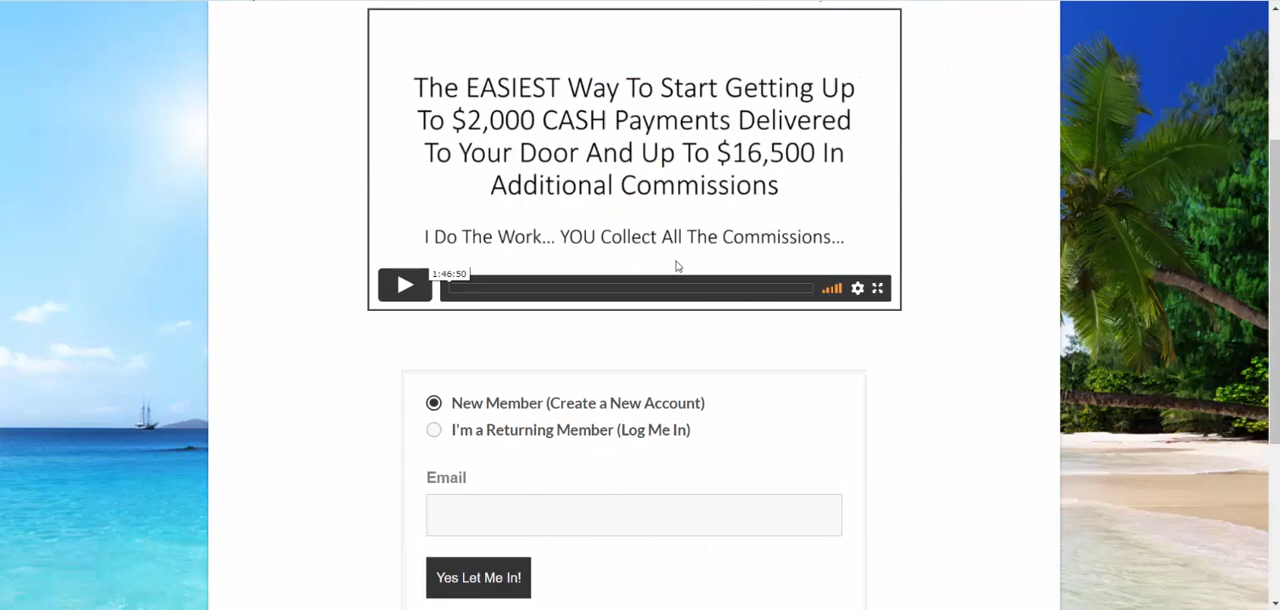 The EASIEST Way To Start Getting Up
To $2,000 CASH Payments Delivered
To Your Door And Up To $16,500 In
Additional Commissions
I Do The Work... YOU Collect All The Commissions...
1:46:50
New Member (Create a New Account)
I'm a Returning Member (Log Me In)
Email
Yes Let Me In!